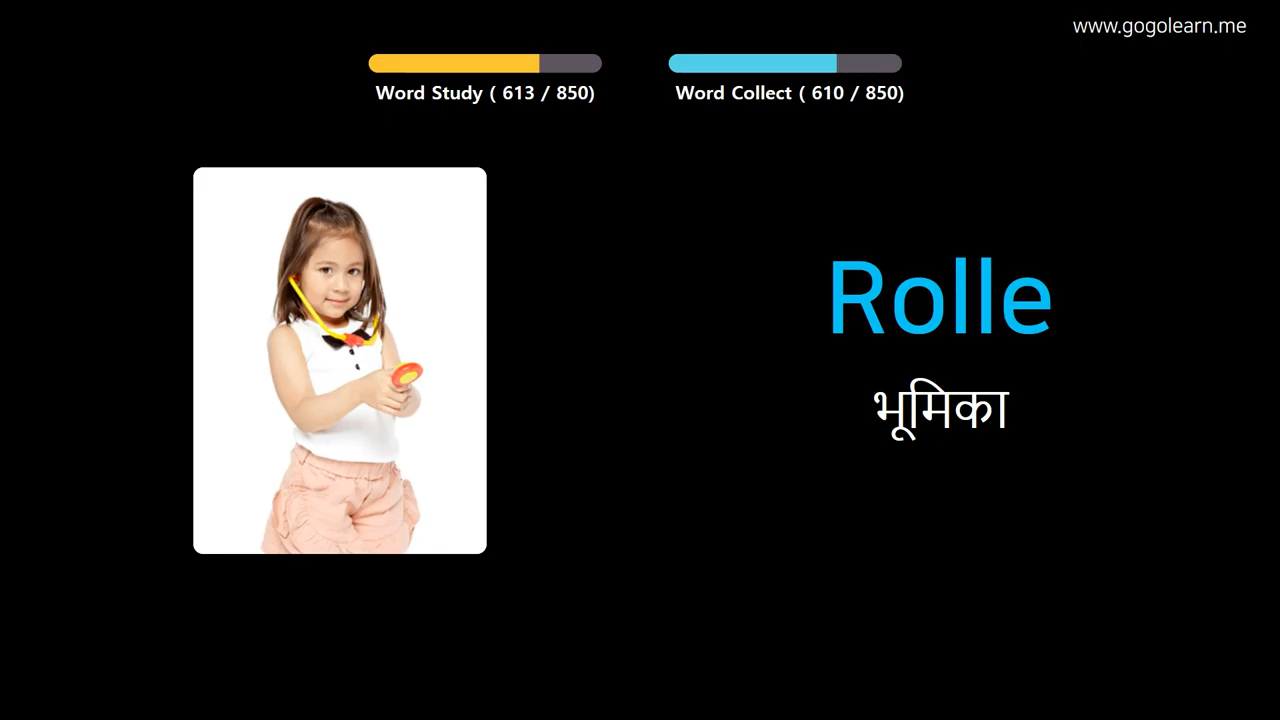 www.gogolearn.me
Word Study ( 613 / 850)
Word Collect ( 610 / 850)
Rolle
भूमिका